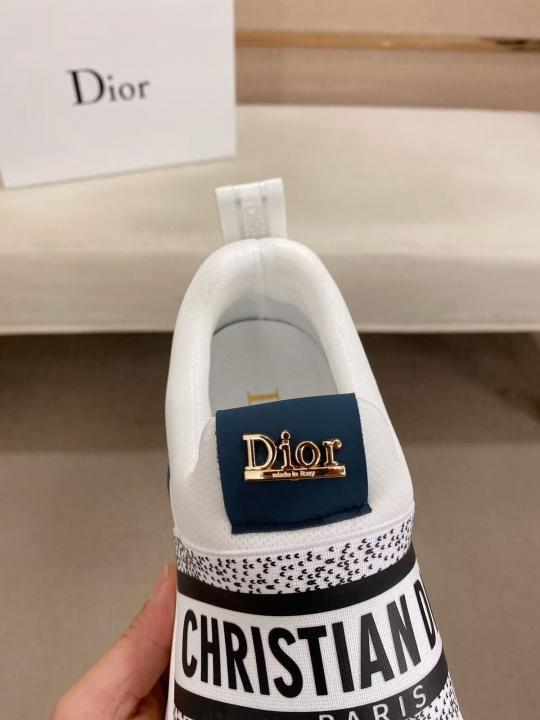 Dior
Dior
made in Italy
CHRISTIAN D
PARIS